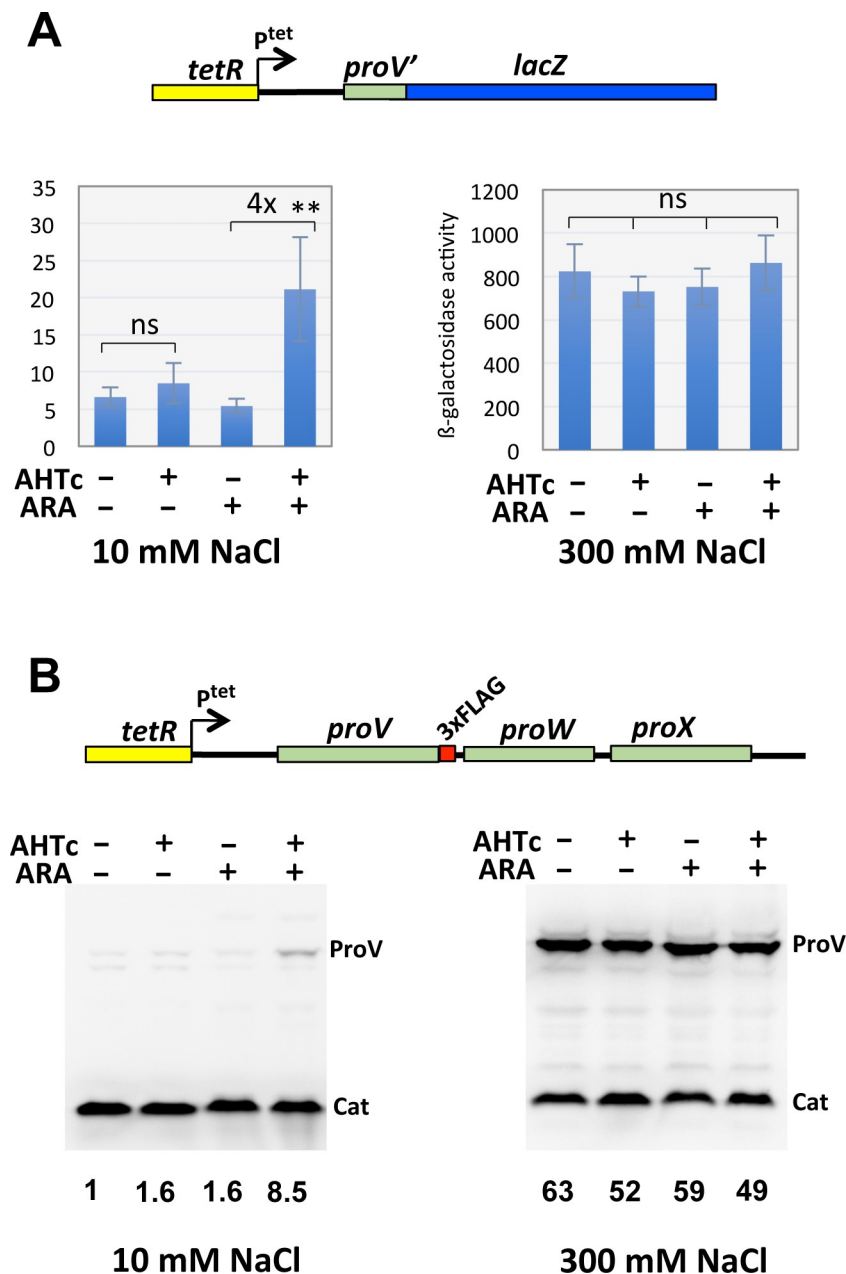 A
Ptet
tetR
proV’
lacZ
35
30
25
20
15
10
5
0
ns
4x **
AHTc – + – +
ARA – – + +
10 mM NaCl
ß-galactosidase activity
1200
1000
800
600
400
200
0
ns
AHTc – + – +
ARA – – + +
300 mM NaCl
B
Ptet
tetR
proV
3xFLAG
proW
proX
AHTc – + – +
ARA – – + +
ProV
Cat
1 1.6 1.6 8.5
10 mM NaCl
AHTc – + – +
ARA – – + +
ProV
Cat
63 52 59 49
300 mM NaCl